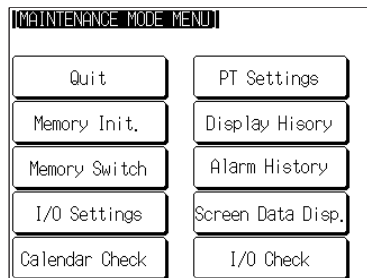 [MAINTENANCE MODE MENU]
Quit
PT Settings
Memory Init.
Display Hisory
Memory Switch
Alarm History
I/O Settings
Screen Data Disp.
Calendar Check
I/O Check